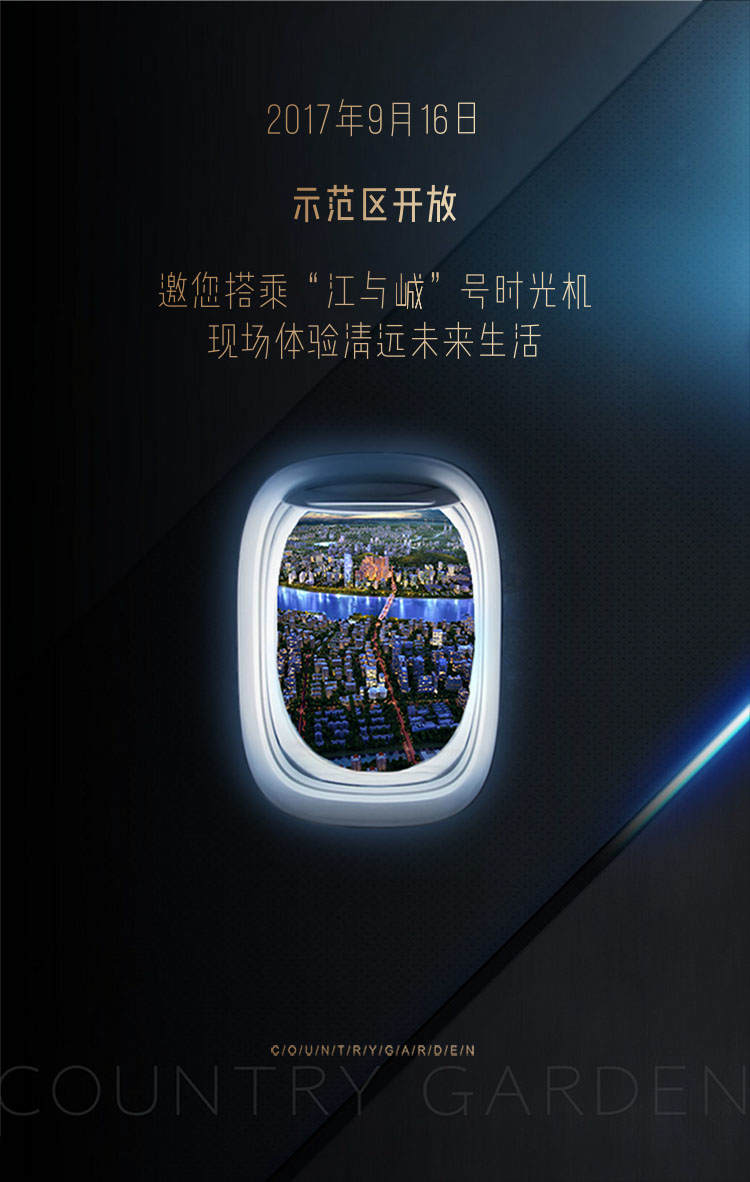 2017年9月16日
示范区开放
邀您搭乘“江与城”号时光机
现场体验清远未来生活
C/O/U/N/T/R/Y/G/A/R/D/E/N
COUNTRY GARDEN